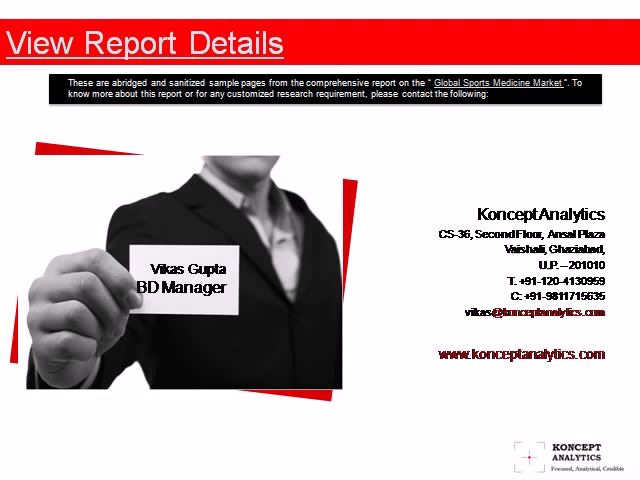 View Report Details
These are abridged and sanitized sample pages from the comprehensive report on the “ Global Sports Medicine Market ”. To
know more about this report or for any customized research requirement, please contact the following:
Vikas Gupta
BD Manager
Koncept Analytics
CS-36, Second Floor, Ansal Plaza
Vaishali, Ghaziabad,
U.P. – 201010
T. +91-120-4130959
C: +91-9811715635
vikas@konceptanalytics.com
www.konceptanalytics.com
KONCEPT
ANALYTICS
Focused, Analytical, Credible